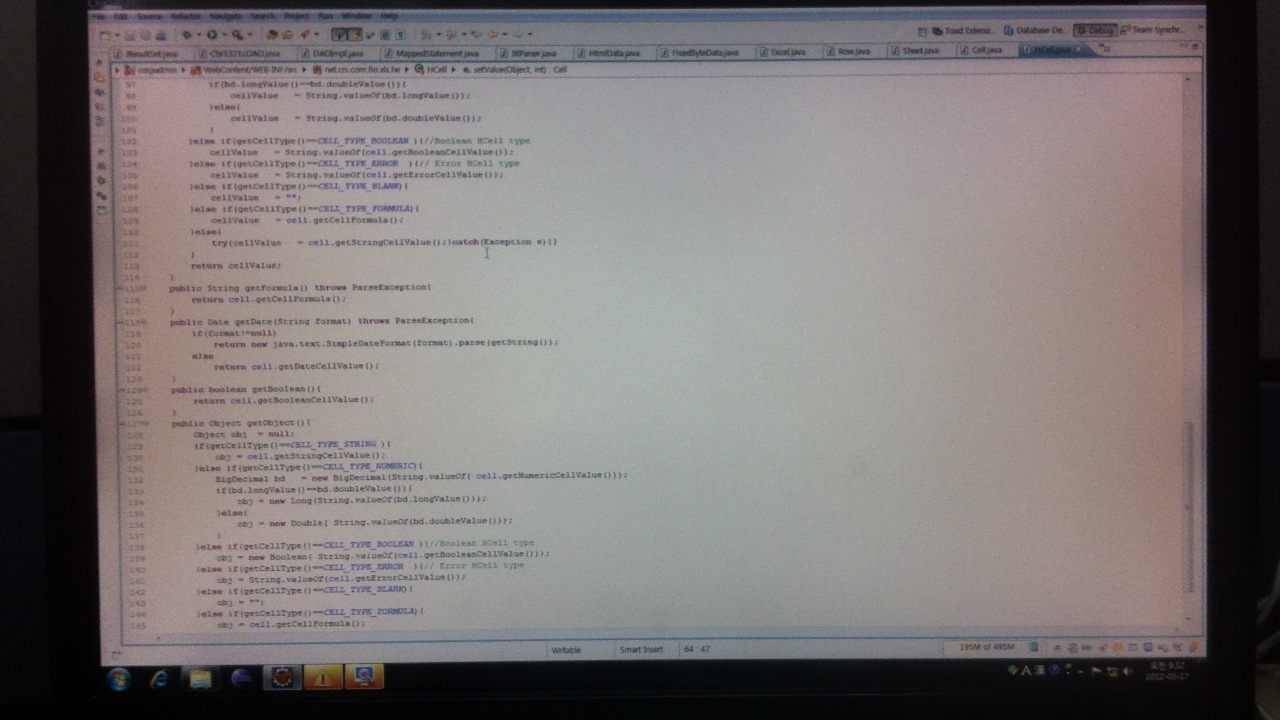 File Edit Source Refactor Navigate Search Project Run Window Help
Toad Extensi... Database De... Debug Team Synchr...
IResultSet.java Chr1321cDAO.java DAOImpl.java MappedStatement.java IXParser.java HtmlData.java FixedByteData.java Excel.java Row.java Sheet.java Cell.java HCell.java
WebContent/WEB-INF/src net.crs.com.fio.xls.he HCell setValue(Object, int) : Cell
97 if(bd.longValue()==bd.doubleValue()){
98 cellValue = String.valueOf(bd.longValue());
99 }else{
100 cellValue = String.valueOf(bd.doubleValue());
101 }
102 }else if(getCellType()==CELL_TYPE_BOOLEAN ){//Boolean HCell type
103 cellValue = String.valueOf(cell.getBooleanCellValue());
104 }else if(getCellType()==CELL_TYPE_ERROR ){// Error HCell type
105 cellValue = String.valueOf(cell.getErrorCellValue());
106 }else if(getCellType()==CELL_TYPE_BLANK){
107 cellValue = "";
108 }else if(getCellType()==CELL_TYPE_FORMULA){
109 cellValue = cell.getCellFormula();
110 }else{
111 try{cellValue = cell.getStringCellValue();}catch(Exception e){}
112 }
113 return cellValue;
114 }
115 public String getFormula() throws ParseException{
116 return cell.getCellFormula();
117 }
118 public Date getDate(String format) throws ParseException{
119 if(format!=null)
120 return new java.text.SimpleDateFormat(format).parse(getString());
121 else
122 return cell.getDateCellValue();
123 }
124 public boolean getBoolean(){
125 return cell.getBooleanCellValue();
126 }
127 public Object getObject(){
128 Object obj = null;
129 if(getCellType()==CELL_TYPE_STRING ){
130 obj = cell.getStringCellValue();
131 }else if(getCellType()==CELL_TYPE_NUMERIC){
132 BigDecimal bd = new BigDecimal(String.valueOf( cell.getNumericCellValue()));
133 if(bd.longValue()==bd.doubleValue()){
134 obj = new Long(String.valueOf(bd.longValue()));
135 }else{
136 obj = new Double( String.valueOf(bd.doubleValue()));
137 }
138 }else if(getCellType()==CELL_TYPE_BOOLEAN ){//Boolean HCell type
139 obj = new Boolean( String.valueOf(cell.getBooleanCellValue()));
140 }else if(getCellType()==CELL_TYPE_ERROR ){// Error HCell type
141 obj = String.valueOf(cell.getErrorCellValue());
142 }else if(getCellType()==CELL_TYPE_BLANK){
143 obj = "";
144 }else if(getCellType()==CELL_TYPE_FORMULA){
145 obj = cell.getCellFormula();
Writable Smart Insert 64 : 47 195M of 495M
A 漢 오전 9:32
2012-05-17